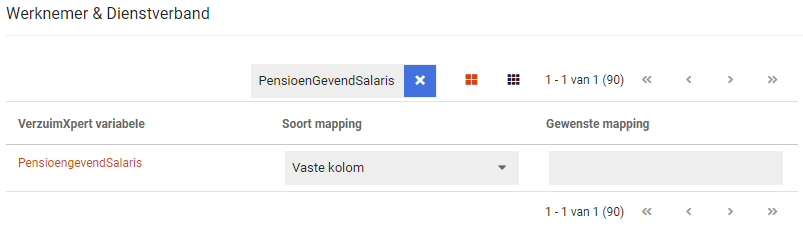 Werknemer & Dienstverband
PensioenGevendSalaris
1 - 1 van 1 (90)
VerzuimXpert variabele Soort mapping Gewenste mapping
PensioengevendSalaris Vaste kolom
1 - 1 van 1 (90)